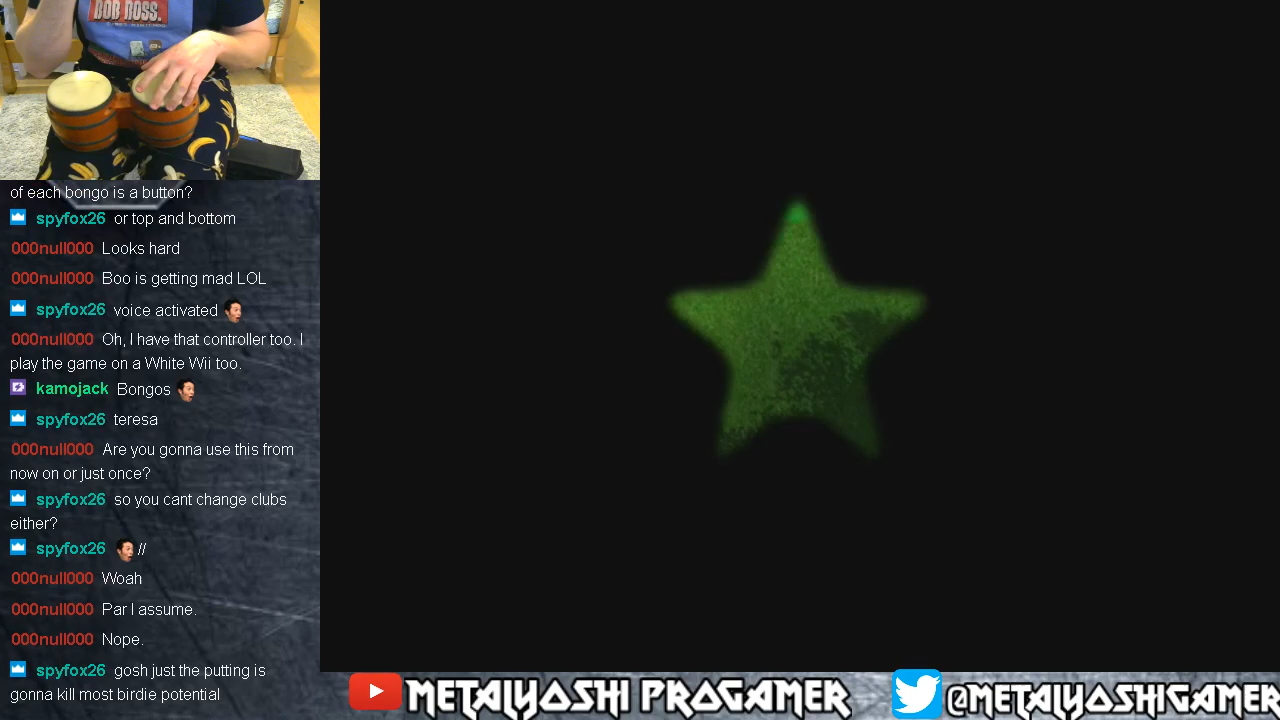 BOB ROSS.
of each bongo is a button?
spyfox26 or top and bottom
000null000 Looks hard
000null000 Boo is getting mad LOL
spyfox26 voice activated
000null000 Oh, I have that controller too. I
play the game on a White Wii too.
kamojack Bongos
spyfox26 teresa
000null000 Are you gonna use this from
now on or just once?
spyfox26 so you cant change clubs
either?
spyfox26 //
000null000 Woah
000null000 Par I assume.
000null000 Nope.
spyfox26 gosh just the putting is
gonna kill most birdie potential
METALYOSHI PROGAMER @METALYOSHIGAMER